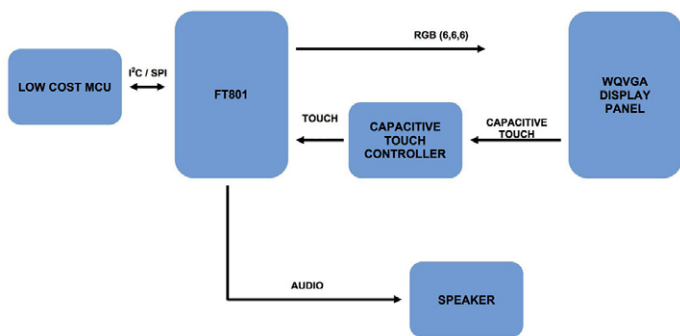 RGB (6,6,6)
LOW COST MCU
I²C / SPI
FT801
WQVGA
DISPLAY
PANEL
TOUCH
CAPACITIVE
TOUCH
CONTROLLER
CAPACITIVE
TOUCH
AUDIO
SPEAKER